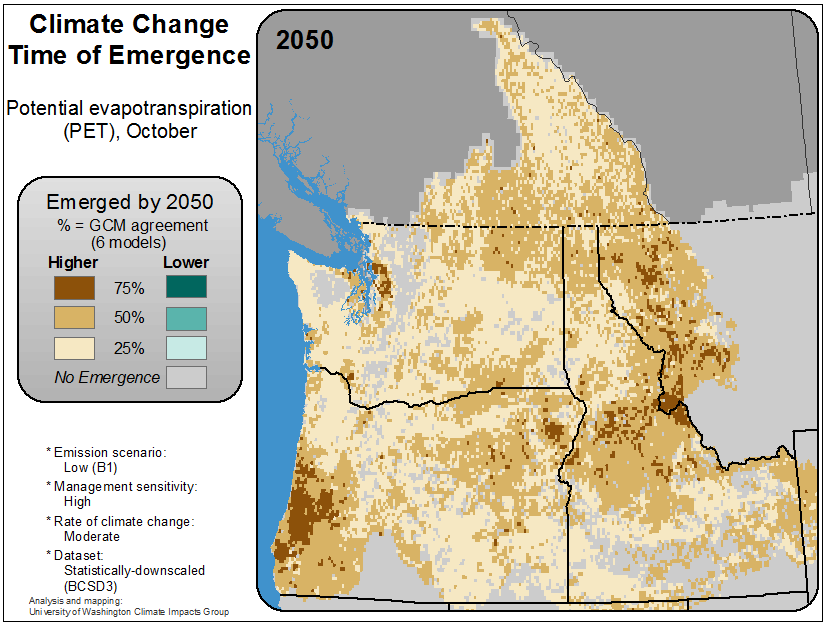 Climate Change
Time of Emergence
2050
Potential evapotranspiration
(PET), October
Emerged by 2050
% = GCM agreement
(6 models)
Higher Lower
75%
50%
25%
No Emergence
* Emission scenario:
Low (B1)
* Management sensitivity:
High
* Rate of climate change:
Moderate
* Dataset:
Statistically-downscaled
(BCSD3)
Analysis and mapping:
University of Washington Climate Impacts Group